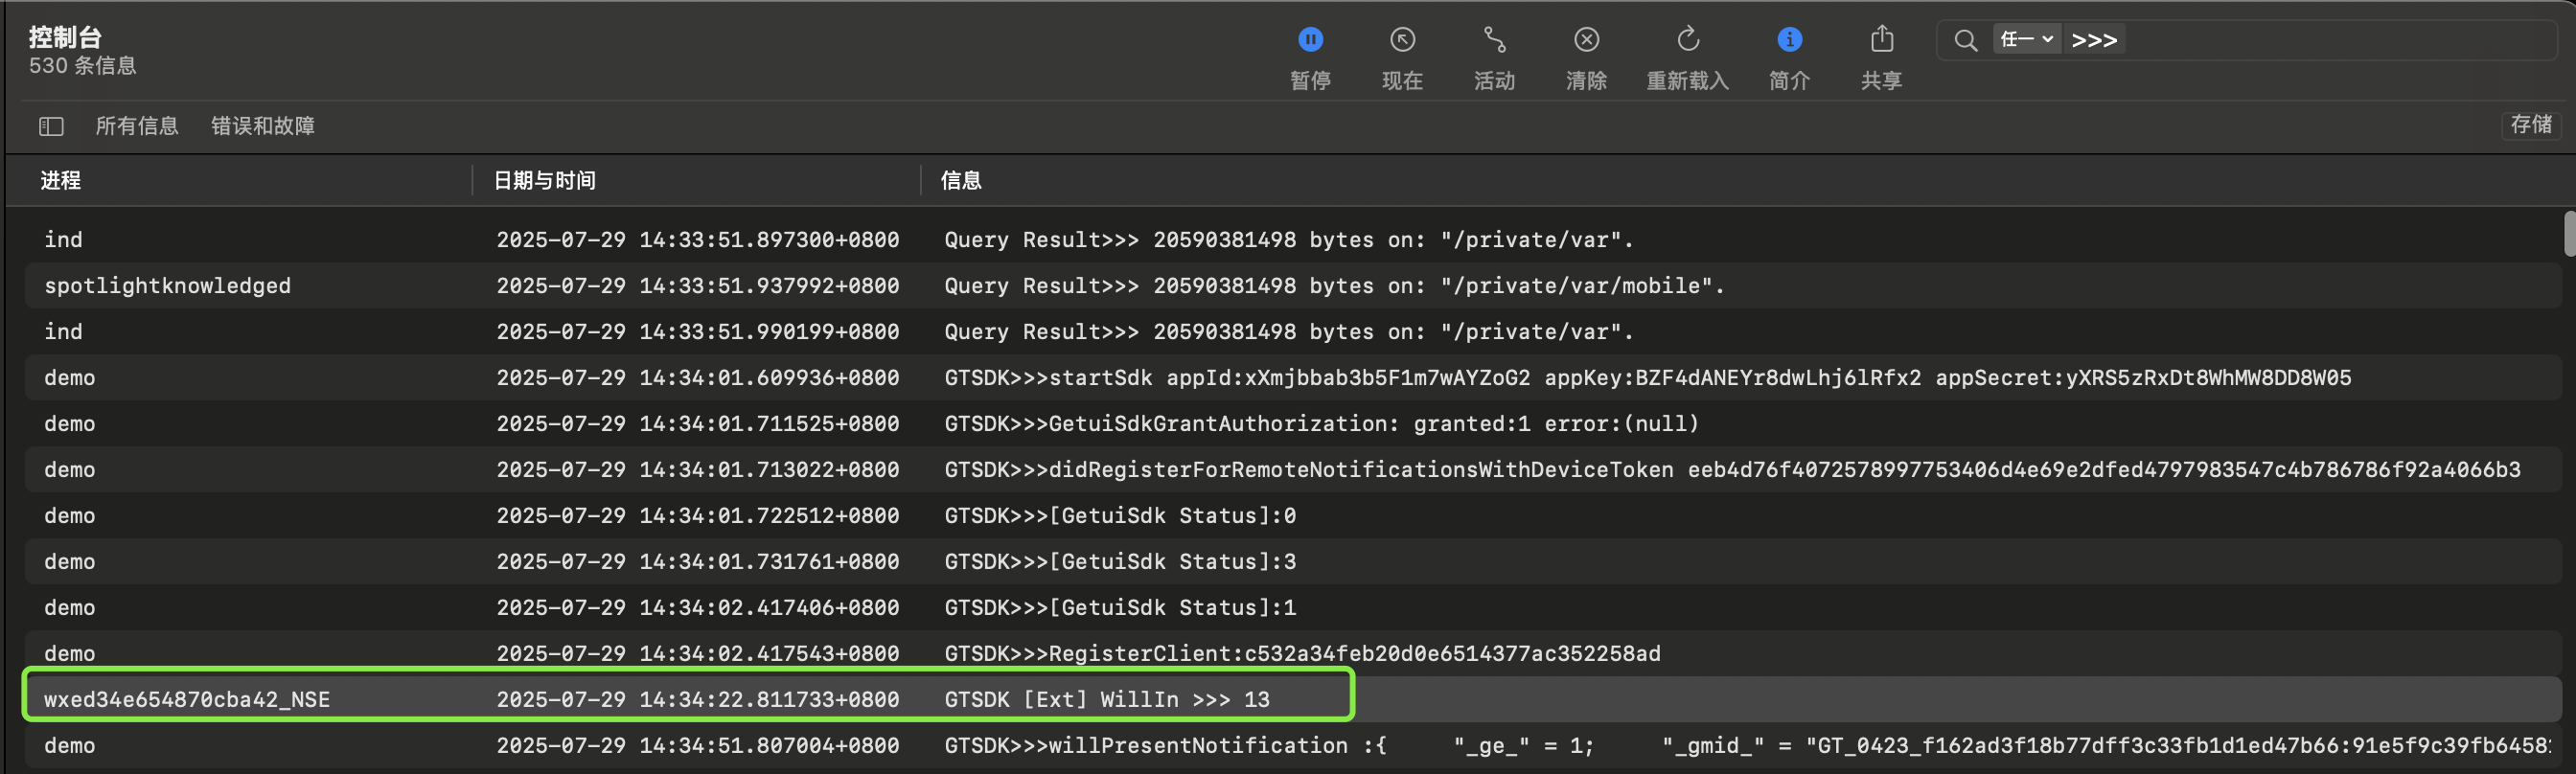 控制台
530 条信息
暂停 现在 活动 清除 重新载入 简介 共享
任一 >>>
所有信息 错误和故障 存储
进程 日期与时间 信息
ind 2025-07-29 14:33:51.897300+0800 Query Result>>> 20590381498 bytes on: "/private/var".
spotlightknowledged 2025-07-29 14:33:51.937992+0800 Query Result>>> 20590381498 bytes on: "/private/var/mobile".
ind 2025-07-29 14:33:51.990199+0800 Query Result>>> 20590381498 bytes on: "/private/var".
demo 2025-07-29 14:34:01.609936+0800 GTSDK>>>startSdk appId:xXmjbbab3b5F1m7wAYZoG2 appKey:BZF4dANEYr8dwLhj6lRfx2 appSecret:yXRS5zRxDt8WhMW8DD8W05
demo 2025-07-29 14:34:01.711525+0800 GTSDK>>>GetuiSdkGrantAuthorization: granted:1 error:(null)
demo 2025-07-29 14:34:01.713022+0800 GTSDK>>>didRegisterForRemoteNotificationsWithDeviceToken eeb4d76f4072578997753406d4e69e2dfed4797983547c4b786786f92a4066b3
demo 2025-07-29 14:34:01.722512+0800 GTSDK>>>[GetuiSdk Status]:0
demo 2025-07-29 14:34:01.731761+0800 GTSDK>>>[GetuiSdk Status]:3
demo 2025-07-29 14:34:02.417406+0800 GTSDK>>>[GetuiSdk Status]:1
demo 2025-07-29 14:34:02.417543+0800 GTSDK>>>RegisterClient:c532a34feb20d0e6514377ac352258ad
wxed34e654870cba42_NSE 2025-07-29 14:34:22.811733+0800 GTSDK [Ext] WillIn >>> 13
demo 2025-07-29 14:34:51.807004+0800 GTSDK>>>willPresentNotification :{ "_ge_" = 1; "_gmid_" = "GT_0423_f162ad3f18b77dff3c33fb1d1ed47b66:91e5f9c39fb6458